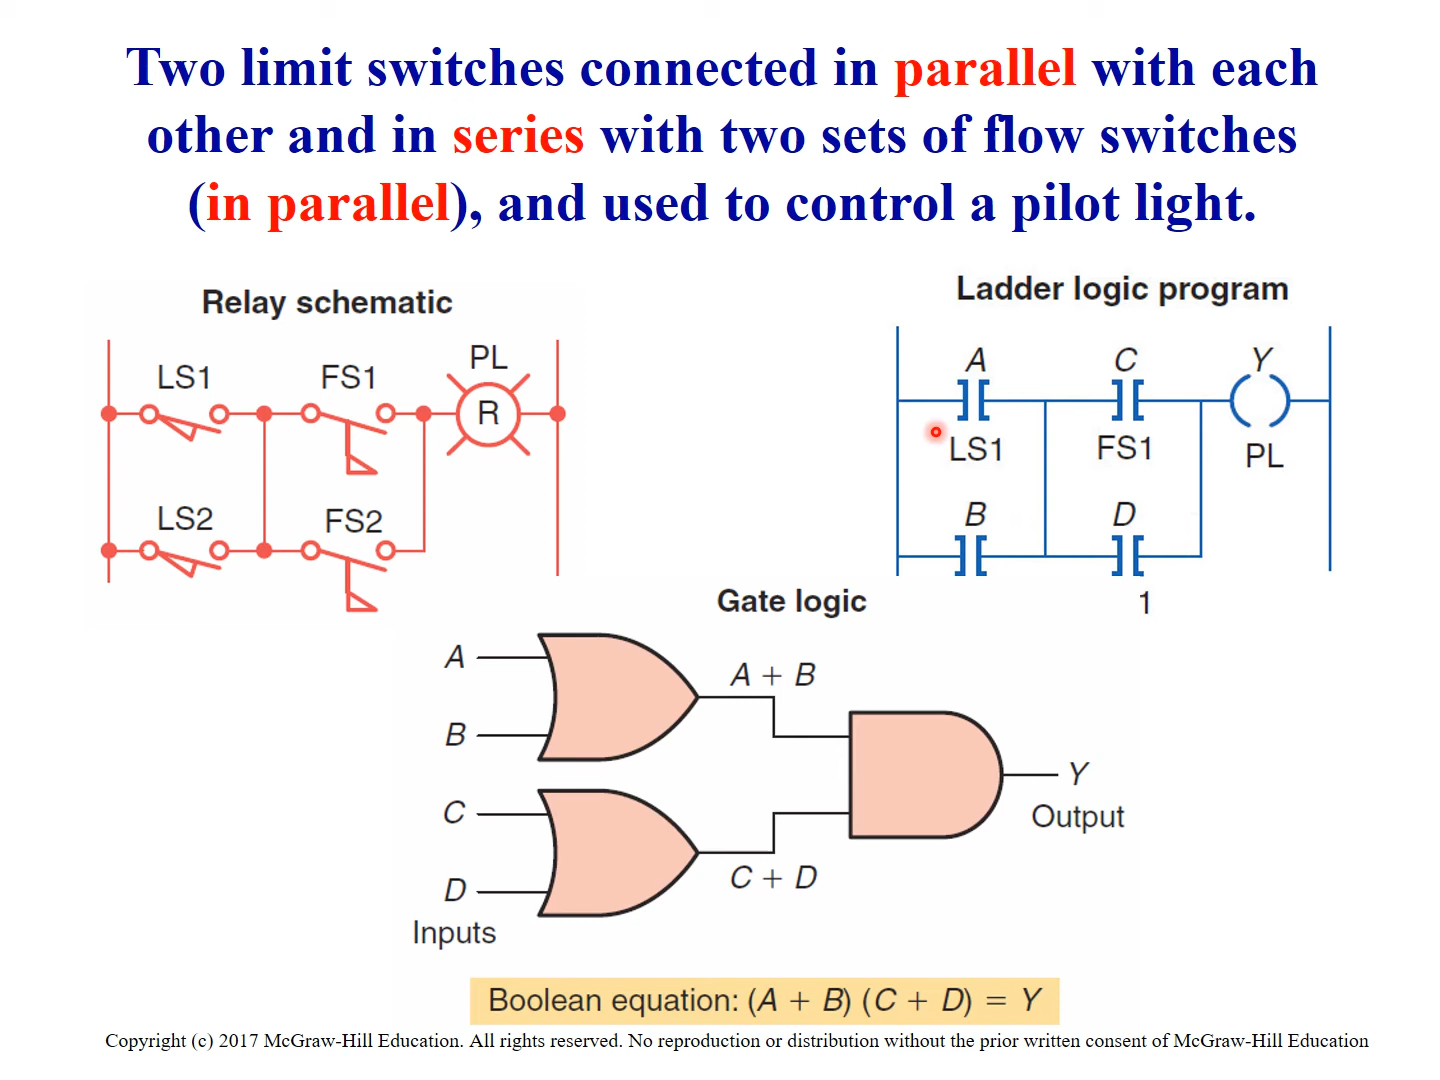 Two limit switches connected in parallel with each
other and in series with two sets of flow switches
(in parallel), and used to control a pilot light.
Relay schematic
LS1
FS1
PL
R
LS2
FS2
Ladder logic program
A
C
Y
LS1
FS1
PL
B
D
1
Gate logic
A
B
A + B
C
D
C + D
Inputs
Y
Output
Boolean equation: (A + B) (C + D) = Y
Copyright (c) 2017 McGraw-Hill Education. All rights reserved. No reproduction or distribution without the prior written consent of McGraw-Hill Education